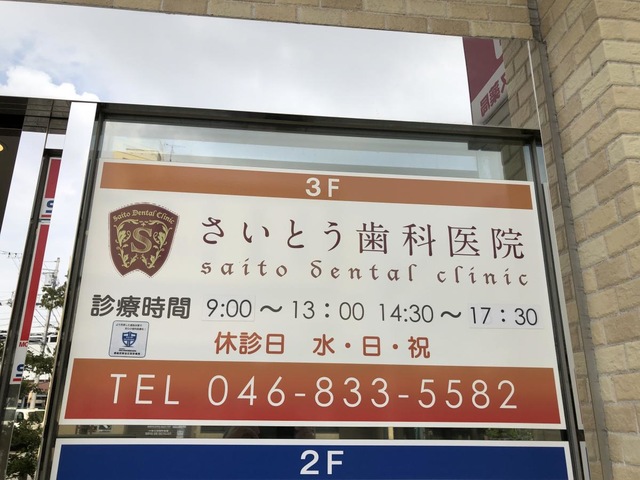 3F
Saito Dental Clinic
S
さいとう歯科医院
saito dental clinic
診療時間 9:00～13:00 14:30～17:30
休診日 水・日・祝
TEL 046-833-5582
2F